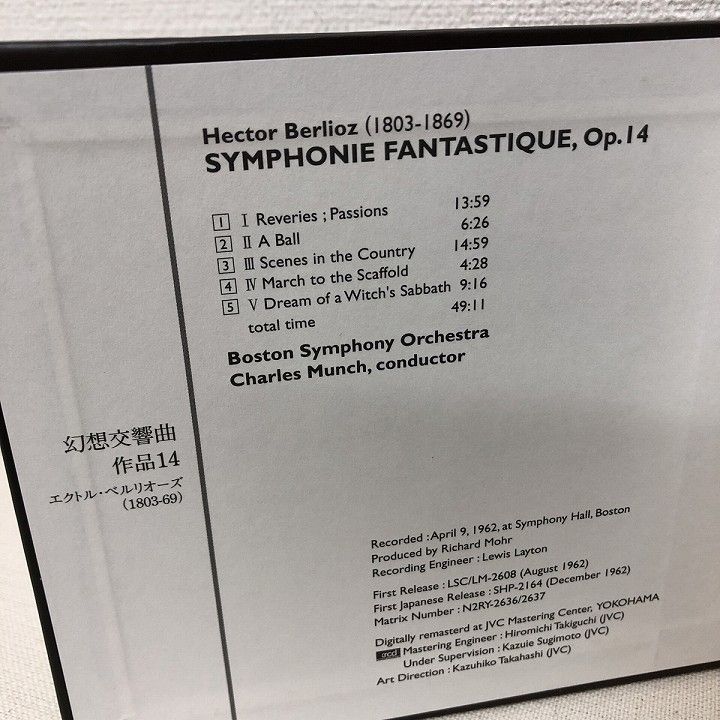 Hector Berlioz (1803-1869)
SYMPHONIE FANTASTIQUE, Op.14
1 Ⅰ Reveries ; Passions 13:59
2 Ⅱ A Ball 6:26
3 Ⅲ Scenes in the Country 14:59
4 Ⅳ March to the Scaffold 4:28
5 Ⅴ Dream of a Witch's Sabbath 9:16
total time 49:11
Boston Symphony Orchestra
Charles Munch, conductor
幻想交響曲
作品14
エクトル・ベルリオーズ
(1803-69)
Recorded : April 9, 1962, at Symphony Hall, Boston
Produced by Richard Mohr
Recording Engineer : Lewis Layton
First Release : LSC/LM-2608 (August 1962)
First Japanese Release : SHP-2164 (December 1962)
Matrix Number : N2RY-2636/2637
Digitally remastered at JVC Mastering Center, YOKOHAMA
Mastering Engineer : Hiromichi Takiguchi (JVC)
Under Supervision : Kazuie Sugimoto (JVC)
Art Direction : Kazuhiko Takahashi (JVC)